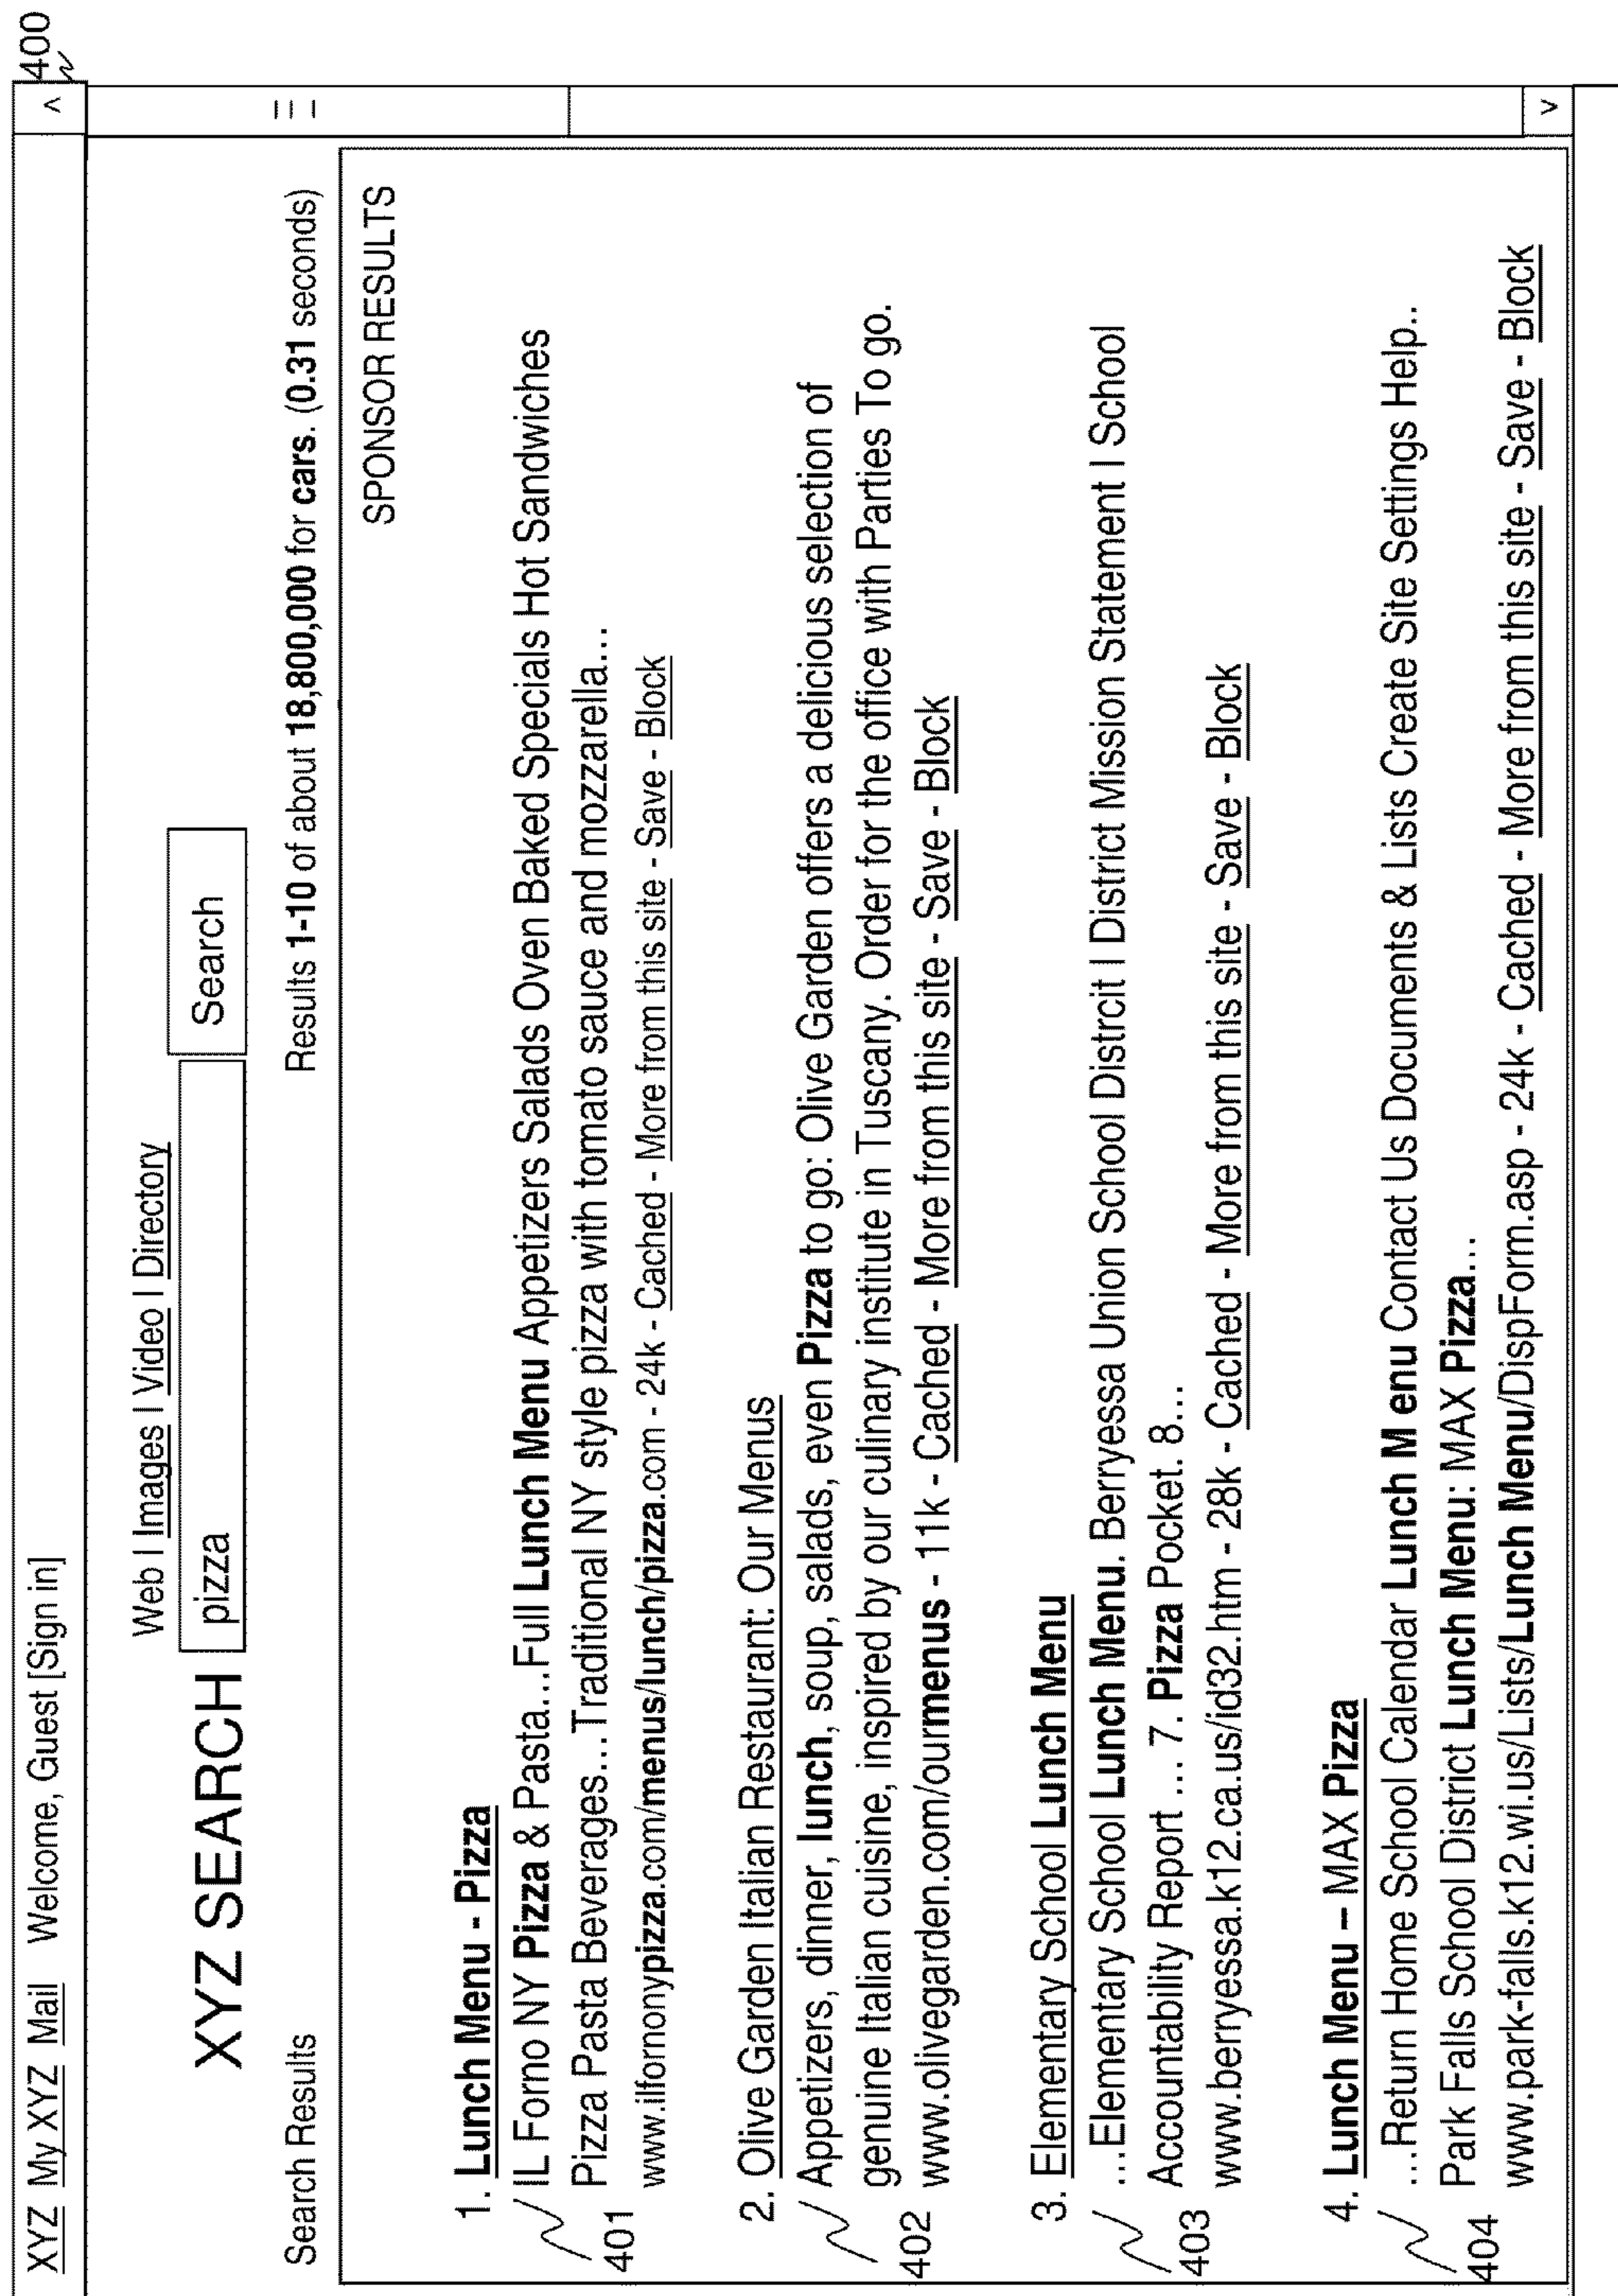 400
XYZ My XYZ Mail Welcome, Guest [Sign in] ^
Web | Images | Video | Directory
XYZ SEARCH pizza Search
Search Results Results 1-10 of about 18,800,000 for cars. (0.31 seconds)
SPONSOR RESULTS
1. Lunch Menu - Pizza
IL Forno NY Pizza & Pasta...Full Lunch Menu Appetizers Salads Oven Baked Specials Hot Sandwiches
Pizza Pasta Beverages...Traditional NY style pizza with tomato sauce and mozzarella...
401 www.ilfornonypizza.com/menus/lunch/pizza.com - 24k - Cached - More from this site - Save - Block
2. Olive Garden Italian Restaurant: Our Menus
Appetizers, dinner, lunch, soup, salads, even Pizza to go: Olive Garden offers a delicious selection of
genuine Italian cuisine, inspired by our culinary institute in Tuscany. Order for the office with Parties To go.
402 www.olivegarden.com/ourmenus - 11k - Cached - More from this site - Save - Block
3. Elementary School Lunch Menu
...Elementary School Lunch Menu. Berryessa Union School District | District Mission Statement | School
Accountability Report ... 7. Pizza Pocket. 8...
403 www.berryessa.k12.ca.us/id32.htm - 28k - Cached - More from this site - Save - Block
4. Lunch Menu – MAX Pizza
...Return Home School Calendar Lunch M enu Contact Us Documents & Lists Create Site Settings Help..
Park Falls School District Lunch Menu: MAX Pizza...
404 www.park-falls.k12.wi.us/Lists/Lunch Menu/DispForm.asp - 24k - Cached - More from this site - Save - Block
v